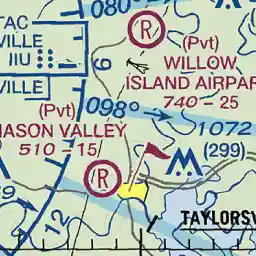 080°
TAC
VILLE
IIU
R
(Pvt)
WILLOW
ISLAND AIRPAR
740 - 25
9
VILLE
(Pvt)
098°
MASON VALLEY
510 - 15
1072
(299)
R
12
TAYLORSV